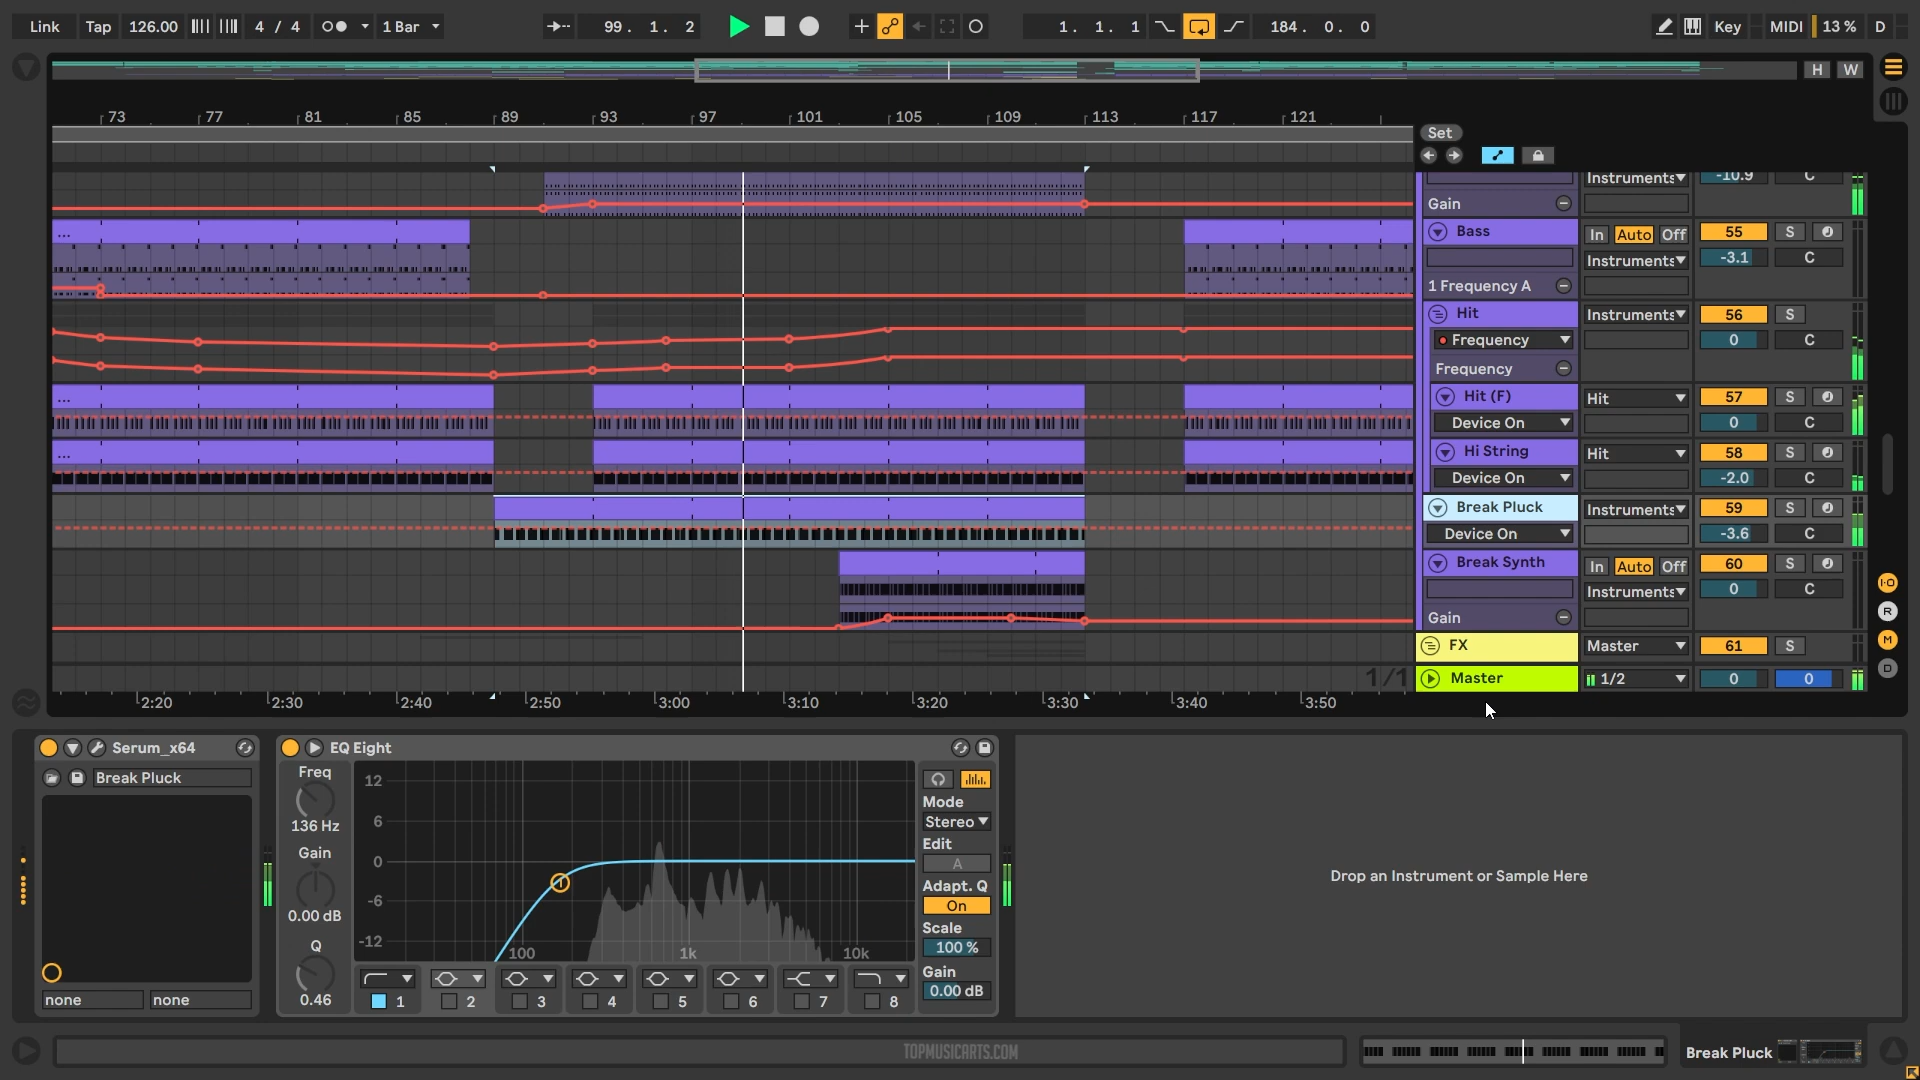 Link Tap 126.00 4 / 4 1 Bar 99. 1. 2 1. 1. 1 184. 0. 0 Key MIDI 13 % D
H W
73 77 81 85 89 93 97 101 105 109 113 117 121
Set
Instruments -10.9 C
Gain
... Bass In Auto Off 55 S
Instruments -3.1 C
1 Frequency A
Hit Instruments 56 S
Frequency 0 C
Frequency
... Hit (F) Hit 57 S
Device On 0 C
... Hi String Hit 58 S
Device On -2.0 C
Break Pluck Instruments 59 S
Device On -3.6 C
Break Synth In Auto Off 60 S
Instruments 0 C
Gain
FX Master 61 S
1/1 Master 1/2 0 0
I·O
R
M
D
2:20 2:30 2:40 2:50 3:00 3:10 3:20 3:30 3:40 3:50
Serum_x64 EQ Eight
Break Pluck
none none
Freq
136 Hz
Gain
0.00 dB
Q
0.46
12
6
0
-6
-12
100 1k 10k
1 2 3 4 5 6 7 8
Mode
Stereo
Edit
A
Adapt. Q
On
Scale
100 %
Gain
0.00 dB
Drop an Instrument or Sample Here
TOPMUSICARTS.COM
Break Pluck